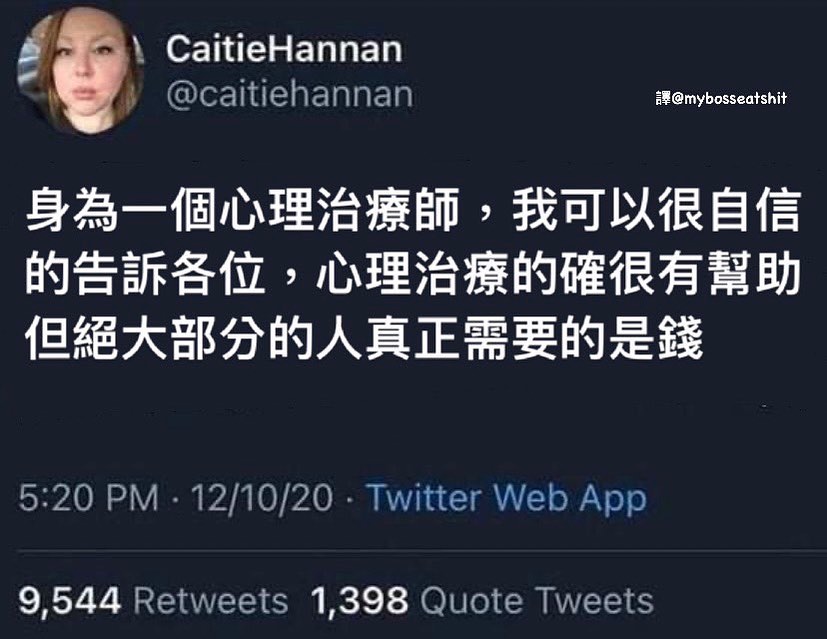 CaitieHannan
@caitiehannan
譯@mybosseatshit
身為一個心理治療師，我可以很自信
的告訴各位，心理治療的確很有幫助
但絕大部分的人真正需要的是錢
5:20 PM · 12/10/20 · Twitter Web App
9,544 Retweets 1,398 Quote Tweets